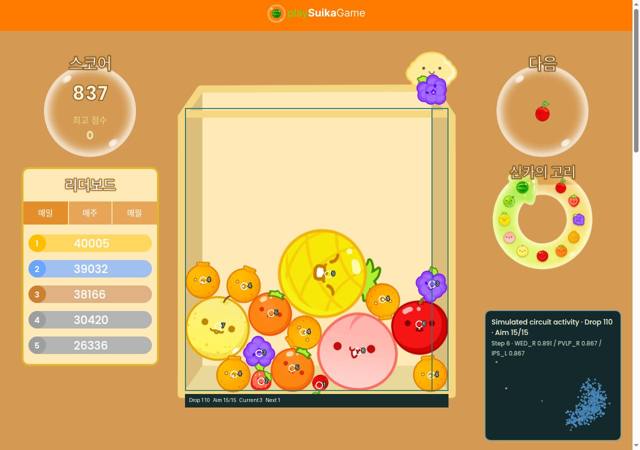 playSuikaGame
스코어
837
최고 점수
0
다음
신카의 고리
리더보드
매일
매주
매월
1 40005
2 39032
3 38166
4 30420
5 26336
Simulated circuit activity · Drop 110
· Aim 15/15
Step 6 · WED_R 0.891 / PVLP_R 0.867 /
IPS_L 0.867
Drop 110 Aim 15/15 Current 3 Next 1